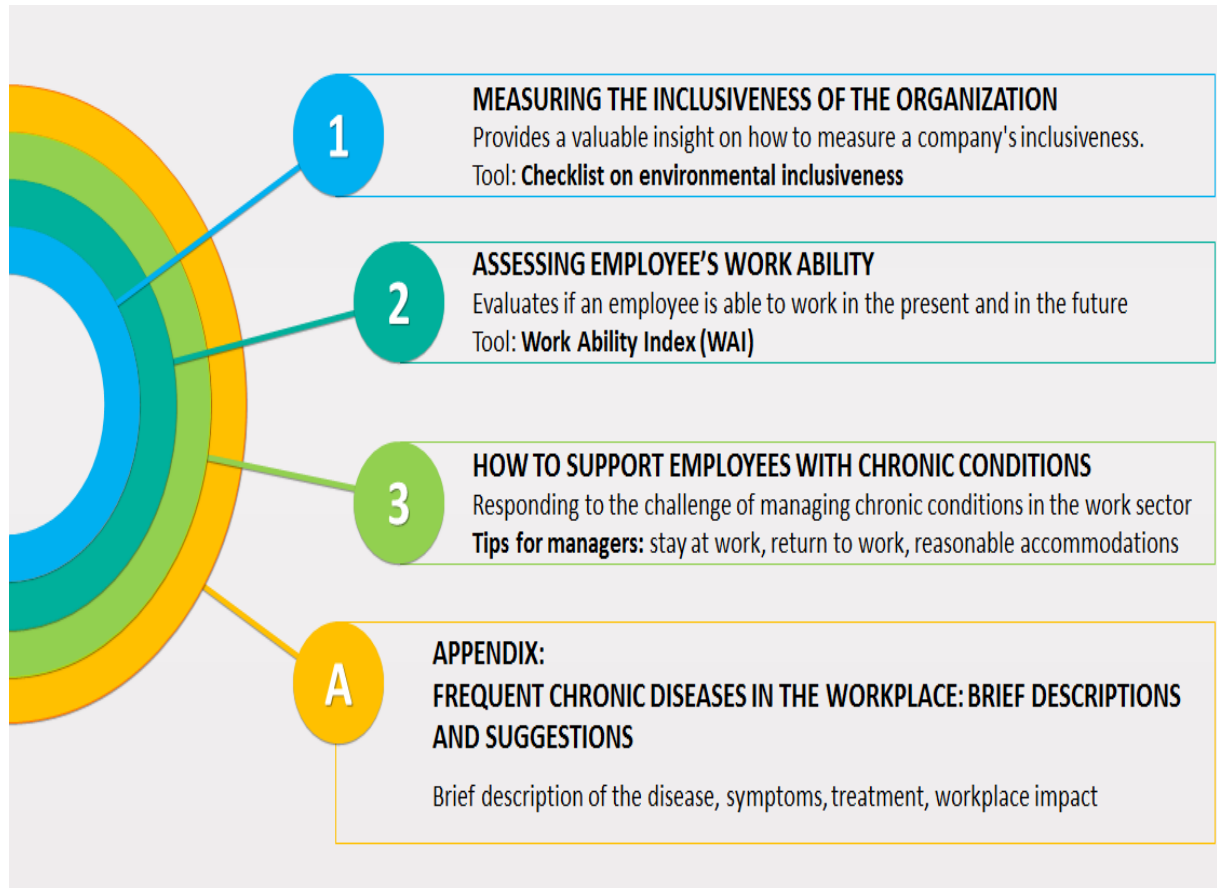 1
MEASURING THE INCLUSIVENESS OF THE ORGANIZATION
Provides a valuable insight on how to measure a company's inclusiveness.
Tool: Checklist on environmental inclusiveness
2
ASSESSING EMPLOYEE’S WORK ABILITY
Evaluates if an employee is able to work in the present and in the future
Tool: Work Ability Index (WAI)
3
HOW TO SUPPORT EMPLOYEES WITH CHRONIC CONDITIONS
Responding to the challenge of managing chronic conditions in the work sector
Tips for managers: stay at work, return to work, reasonable accommodations
A
APPENDIX:
FREQUENT CHRONIC DISEASES IN THE WORKPLACE: BRIEF DESCRIPTIONS
AND SUGGESTIONS
Brief description of the disease, symptoms, treatment, workplace impact